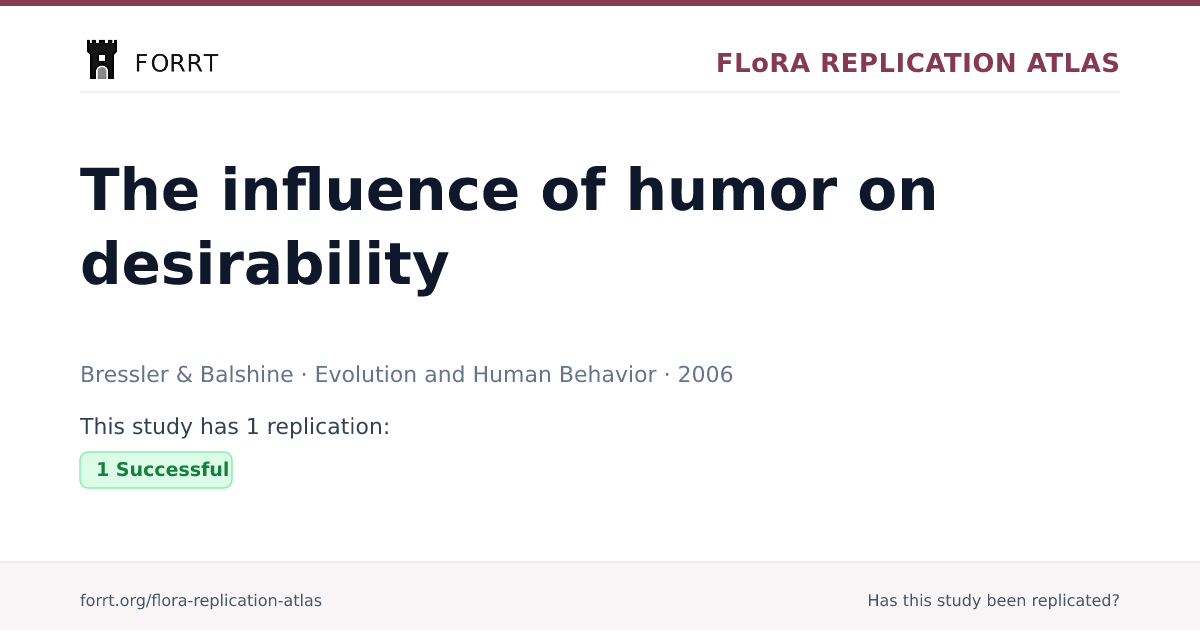 FORRT
FLoRA REPLICATION ATLAS
The influence of humor on
desirability
Bressler & Balshine · Evolution and Human Behavior · 2006
This study has 1 replication:
1 Successful
forrt.org/flora-replication-atlas
Has this study been replicated?